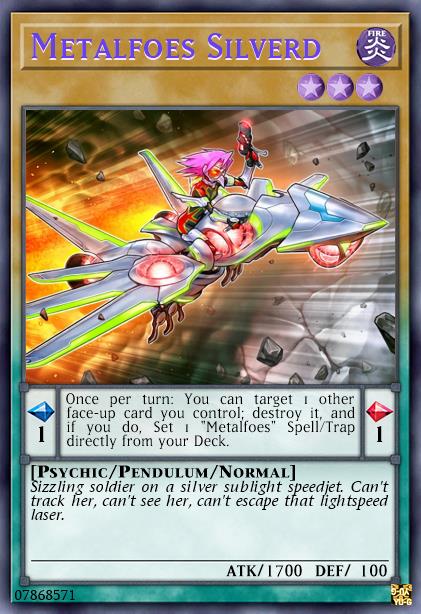 Metalfoes Silverd
FIRE
炎
Once per turn: You can target 1 other
face-up card you control; destroy it, and
if you do, Set 1 "Metalfoes" Spell/Trap
directly from your Deck.
1
1
[Psychic/Pendulum/Normal]
Sizzling soldier on a silver sublight speedjet. Can't
track her, can't see her, can't escape that lightspeed
laser.
ATK/1700 DEF/ 100
07868571